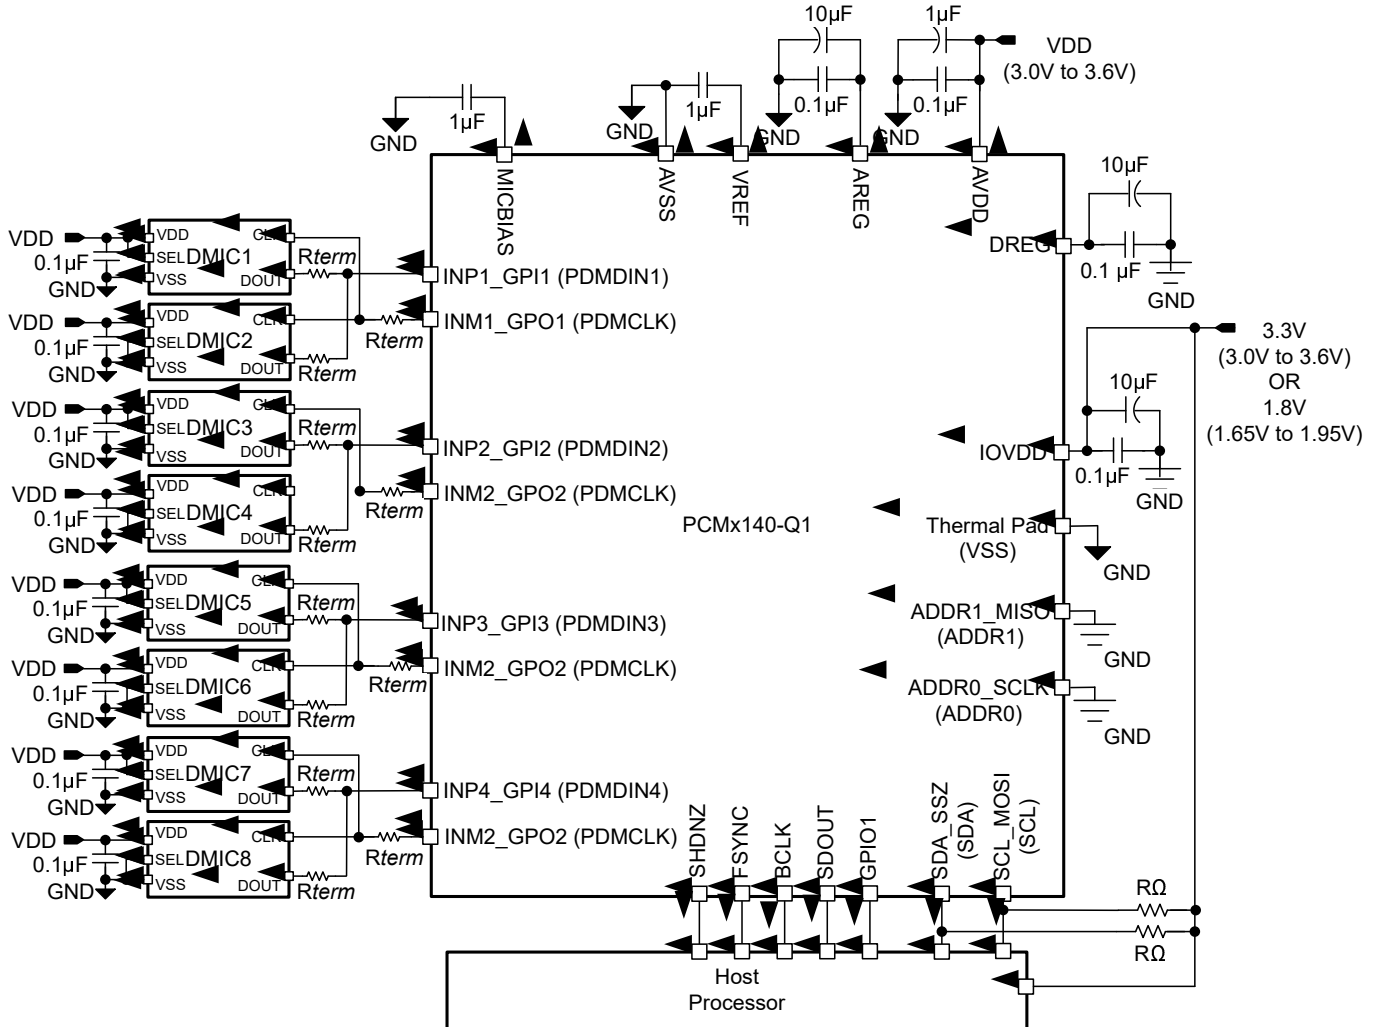 10µF
1µF
VDD
(3.0V to 3.6V)
0.1µF
0.1µF
1µF
GND
1µF
GND
GND
GND
MICBIAS
AVSS
VREF
AREG
AVDD
10µF
DREG
0.1 µF
GND
VDD
0.1µF
GND
VDD
SEL
VSS
DMIC1
CLK
DOUT
Rterm
INP1_GPI1 (PDMDIN1)
VDD
0.1µF
GND
VDD
SEL
VSS
DMIC2
CLK
DOUT
Rterm
Rterm
INM1_GPO1 (PDMCLK)
3.3V
(3.0V to 3.6V)
OR
1.8V
(1.65V to 1.95V)
10µF
IOVDD
0.1µF
GND
VDD
0.1µF
GND
VDD
SEL
VSS
DMIC3
CLK
DOUT
Rterm
INP2_GPI2 (PDMDIN2)
VDD
0.1µF
GND
VDD
SEL
VSS
DMIC4
CLK
DOUT
Rterm
Rterm
INM2_GPO2 (PDMCLK)
PCMx140-Q1
Thermal Pad
(VSS)
GND
VDD
0.1µF
GND
VDD
SEL
VSS
DMIC5
CLK
DOUT
Rterm
INP3_GPI3 (PDMDIN3)
ADDR1_MISO
(ADDR1)
GND
VDD
0.1µF
GND
VDD
SEL
VSS
DMIC6
CLK
DOUT
Rterm
Rterm
INM2_GPO2 (PDMCLK)
ADDR0_SCLK
(ADDR0)
GND
VDD
0.1µF
GND
VDD
SEL
VSS
DMIC7
CLK
DOUT
Rterm
INP4_GPI4 (PDMDIN4)
VDD
0.1µF
GND
VDD
SEL
VSS
DMIC8
CLK
DOUT
Rterm
Rterm
INM2_GPO2 (PDMCLK)
SHDNZ
FSYNC
BCLK
SDOUT
GPIO1
SDA_SSZ
(SDA)
SCL_MOSI
(SCL)
RΩ
RΩ
Host
Processor